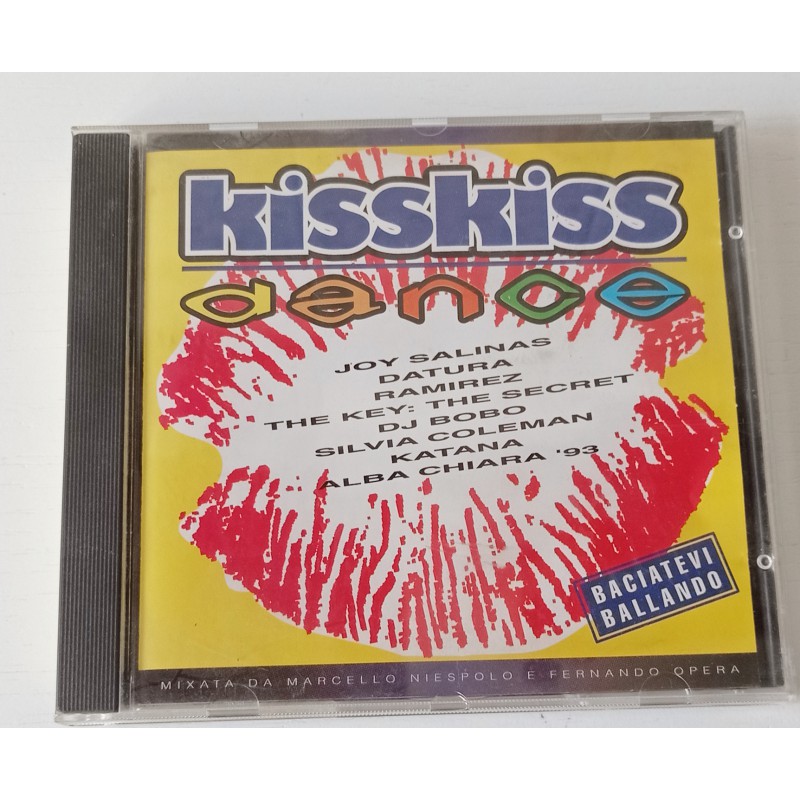 kisskiss
dance
JOY SALINAS
DATURA
RAMIREZ
THE KEY: THE SECRET
DJ BOBO
SILVIA COLEMAN
KATANA
ALBA CHIARA '93
BACIATEVI
BALLANDO
MIXATA DA MARCELLO NIESPOLO E FERNANDO OPERA